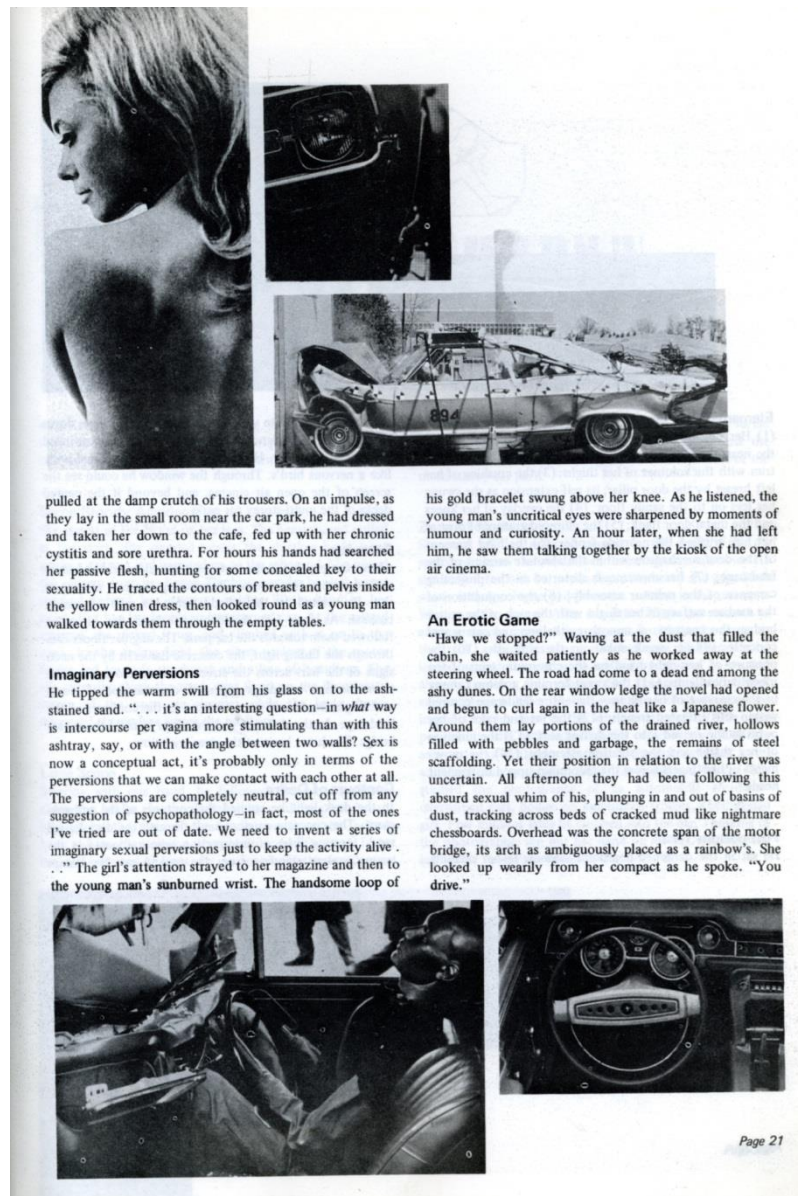 894
pulled at the damp crutch of his trousers. On an impulse, as
they lay in the small room near the car park, he had dressed
and taken her down to the cafe, fed up with her chronic
cystitis and sore urethra. For hours his hands had searched
her passive flesh, hunting for some concealed key to their
sexuality. He traced the contours of breast and pelvis inside
the yellow linen dress, then looked round as a young man
walked towards them through the empty tables.
Imaginary Perversions
He tipped the warm swill from his glass on to the ash-
stained sand. ". . . it's an interesting question—in what way
is intercourse per vagina more stimulating than with this
ashtray, say, or with the angle between two walls? Sex is
now a conceptual act, it's probably only in terms of the
perversions that we can make contact with each other at all.
The perversions are completely neutral, cut off from any
suggestion of psychopathology—in fact, most of the ones
I've tried are out of date. We need to invent a series of
imaginary sexual perversions just to keep the activity alive .
. ." The girl's attention strayed to her magazine and then to
the young man's sunburned wrist. The handsome loop of
his gold bracelet swung above her knee. As he listened, the
young man's uncritical eyes were sharpened by moments of
humour and curiosity. An hour later, when she had left
him, he saw them talking together by the kiosk of the open
air cinema.
An Erotic Game
"Have we stopped?" Waving at the dust that filled the
cabin, she waited patiently as he worked away at the
steering wheel. The road had come to a dead end among the
ashy dunes. On the rear window ledge the novel had opened
and begun to curl again in the heat like a Japanese flower.
Around them lay portions of the drained river, hollows
filled with pebbles and garbage, the remains of steel
scaffolding. Yet their position in relation to the river was
uncertain. All afternoon they had been following this
absurd sexual whim of his, plunging in and out of basins of
dust, tracking across beds of cracked mud like nightmare
chessboards. Overhead was the concrete span of the motor
bridge, its arch as ambiguously placed as a rainbow's. She
looked up wearily from her compact as he spoke. "You
drive."
Page 21